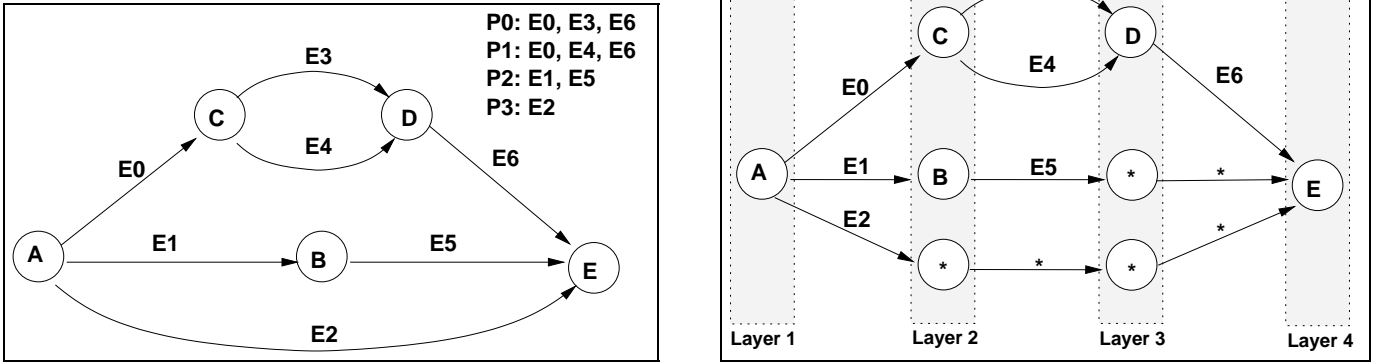 P0: E0, E3, E6
P1: E0, E4, E6
P2: E1, E5
P3: E2
E3
C
D
E4
E0
E6
A
E1
B
E5
E
E2
C
D
E4
E6
E0
A
E1
B
E5
*
*
E
E2
*
*
*
*
Layer 1
Layer 2
Layer 3
Layer 4